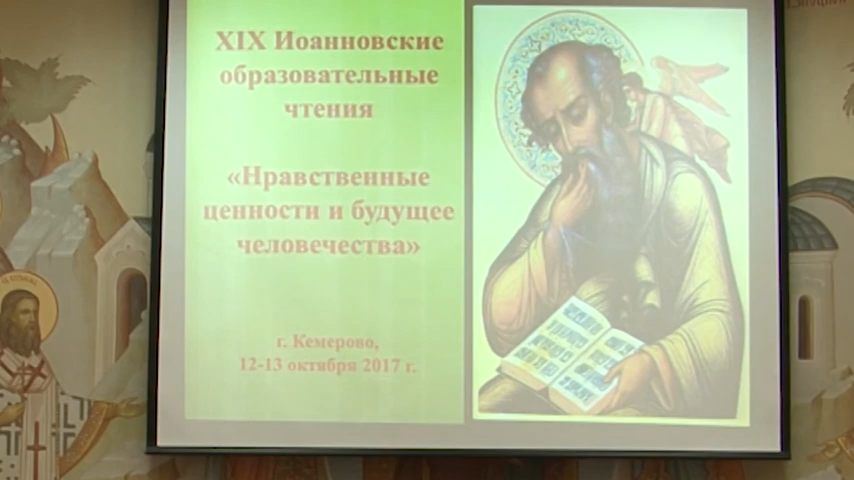 XIX Иоанновские
образовательные
чтения
«Нравственные
ценности и будущее
человечества»
г. Кемерово,
12-13 октября 2017 г.